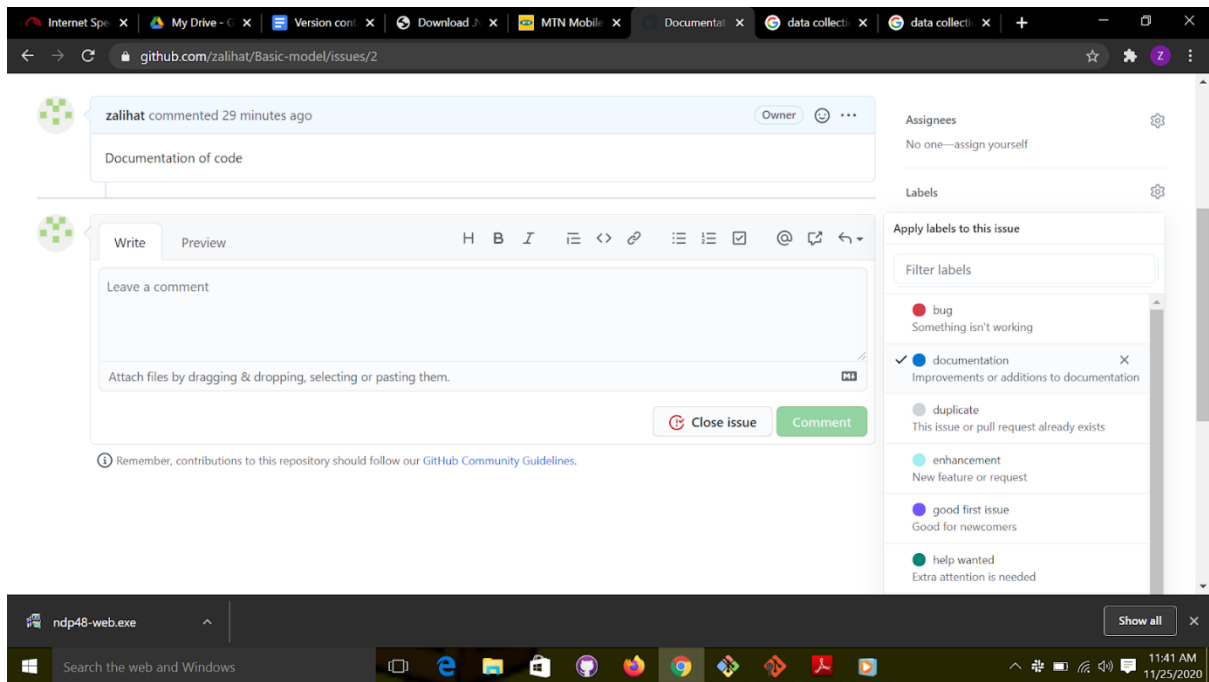 Internet Spe
My Drive - G
Version cont
Download .N
MTN Mobile
Documentat
data collecti
data collecti
github.com/zalihat/Basic-model/issues/2
Z
zalihat commented 29 minutes ago
Owner
Documentation of code
Assignees
No one—assign yourself
Labels
Write
Preview
H B I
Leave a comment
Attach files by dragging & dropping, selecting or pasting them.
Close issue
Comment
Remember, contributions to this repository should follow our GitHub Community Guidelines.
Apply labels to this issue
Filter labels
bug
Something isn't working
documentation
Improvements or additions to documentation
duplicate
This issue or pull request already exists
enhancement
New feature or request
good first issue
Good for newcomers
help wanted
Extra attention is needed
ndp48-web.exe
Show all
Search the web and Windows
11:41 AM
11/25/2020